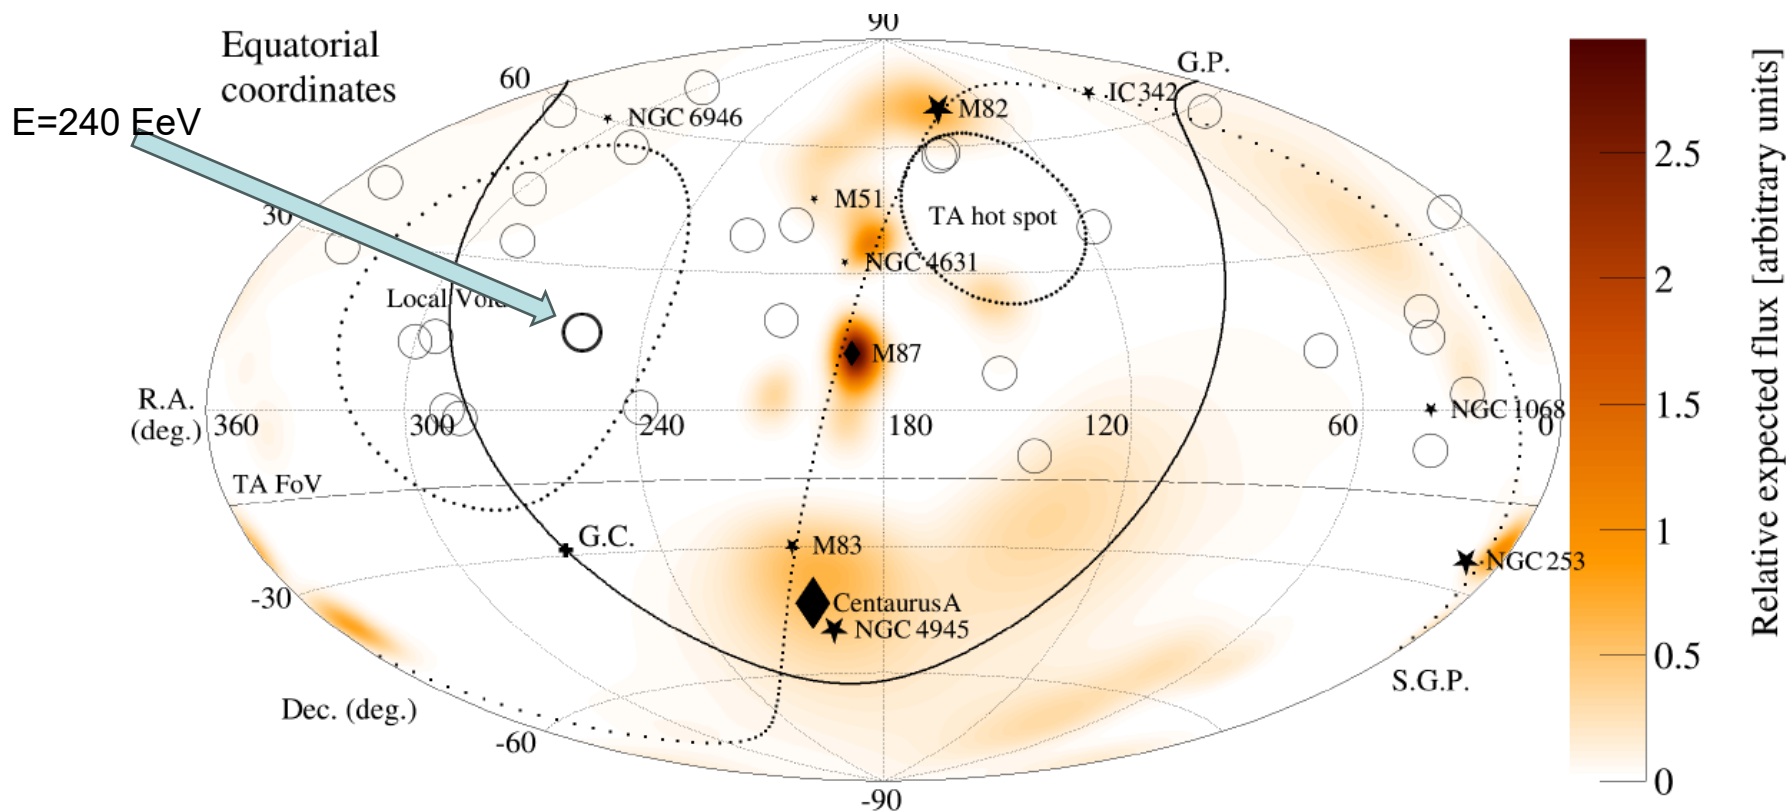 90
Equatorial
coordinates
60
G.P.
E=240 EeV
NGC 6946
M82
IC 342
2.5
30
M51
TA hot spot
NGC 4631
Local Void
2
M87
R.A.
(deg.)
360
300
240
180
120
60
0
NGC 1068
1.5
TA FoV
G.C.
M83
1
NGC 253
-30
Centaurus A
NGC 4945
0.5
S.G.P.
Dec. (deg.)
-60
0
-90
Relative expected flux [arbitrary units]